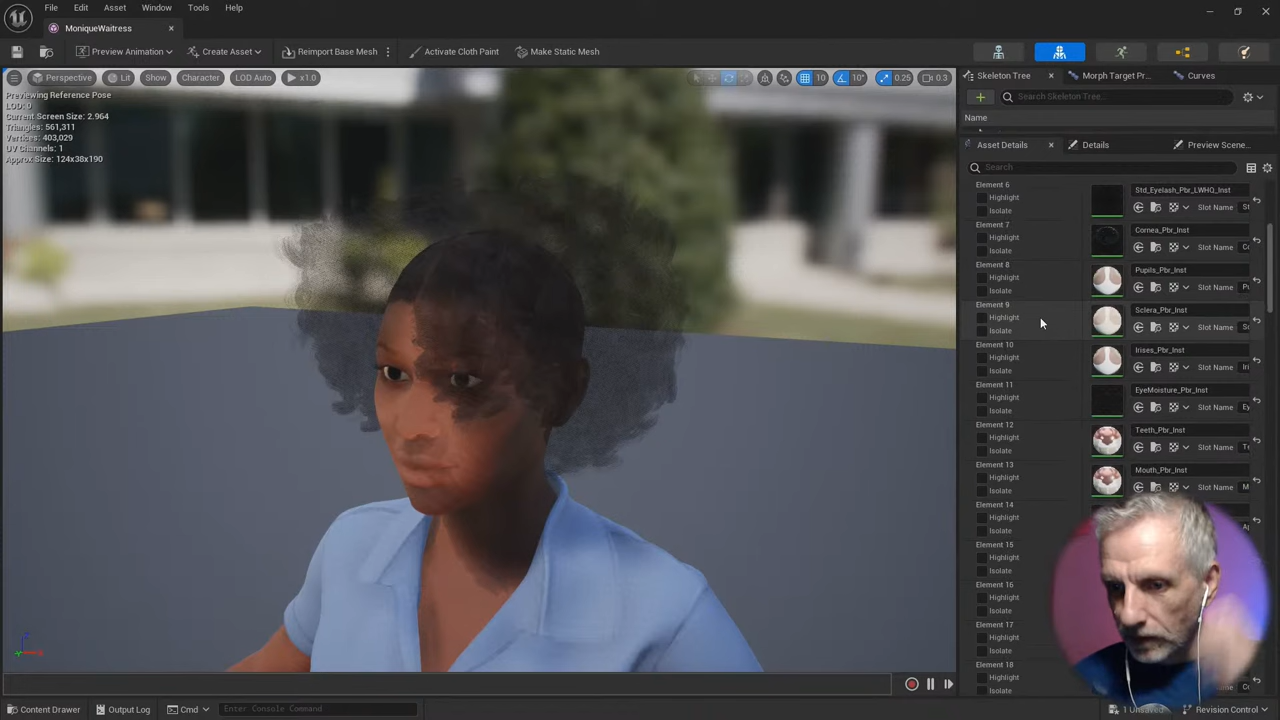 File Edit Asset Window Tools Help
MoniqueWaitress
Preview Animation Create Asset Reimport Base Mesh Activate Cloth Paint Make Static Mesh
Perspective Lit Show Character LOD Auto x1.0 10 10° 0.25 0.3
Previewing Reference Pose
LOD: 0
Current Screen Size: 2.964
Triangles: 561,311
Vertices: 403,029
UV Channels: 1
Approx Size: 124x38x190
Skeleton Tree Morph Target Pr... Curves
Search Skeleton Tree...
Name
Asset Details Details Preview Scene...
Search
Element 6 Std_Eyelash_Pbr_LWHQ_Inst
Highlight Slot Name
Isolate
Element 7 Cornea_Pbr_Inst
Highlight Slot Name
Isolate
Element 8 Pupils_Pbr_Inst
Highlight Slot Name
Isolate
Element 9 Sclera_Pbr_Inst
Highlight Slot Name
Isolate
Element 10 Irises_Pbr_Inst
Highlight Slot Name
Isolate
Element 11 EyeMoisture_Pbr_Inst
Highlight Slot Name
Isolate
Element 12 Teeth_Pbr_Inst
Highlight Slot Name
Isolate
Element 13 Mouth_Pbr_Inst
Highlight Slot Name
Isolate
Element 14
Highlight
Isolate
Element 15
Highlight
Isolate
Element 16
Highlight
Isolate
Element 17
Highlight
Isolate
Element 18
Highlight
Isolate
Content Drawer Output Log Cmd Enter Console Command 1 Unsaved Revision Control